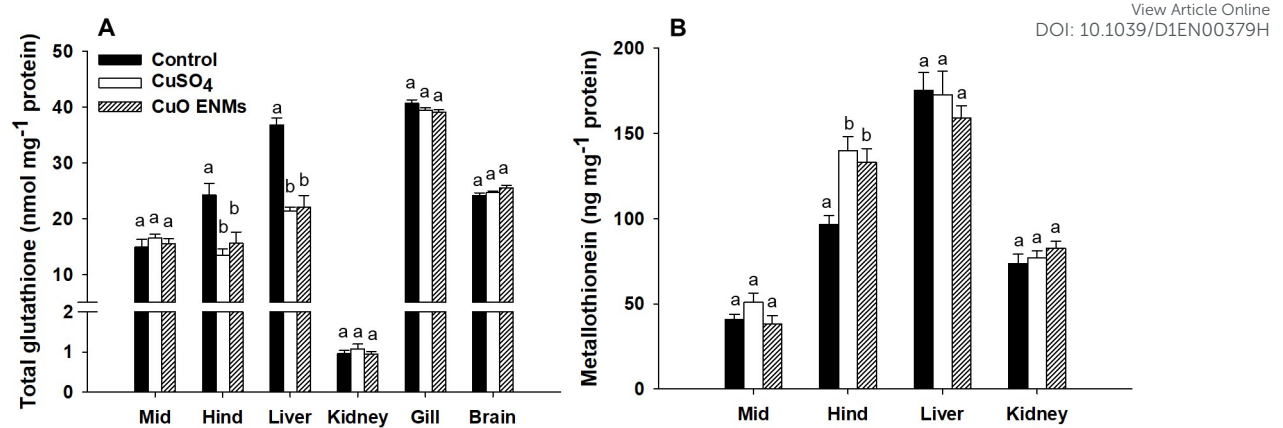 View Article Online
DOI: 10.1039/D1EN00379H
A
Total glutathione (nmol mg-1 protein)
50
40
30
20
10
2
1
0
Control
CuSO4
CuO ENMs
a a a
a
b
b
a
b b
a a a
a a a
a a a
Mid Hind Liver Kidney Gill Brain
B
Metallothionein (ng mg-1 protein)
200
150
100
50
0
a a a
a
b b
a a
a
a a a
Mid Hind Liver Kidney